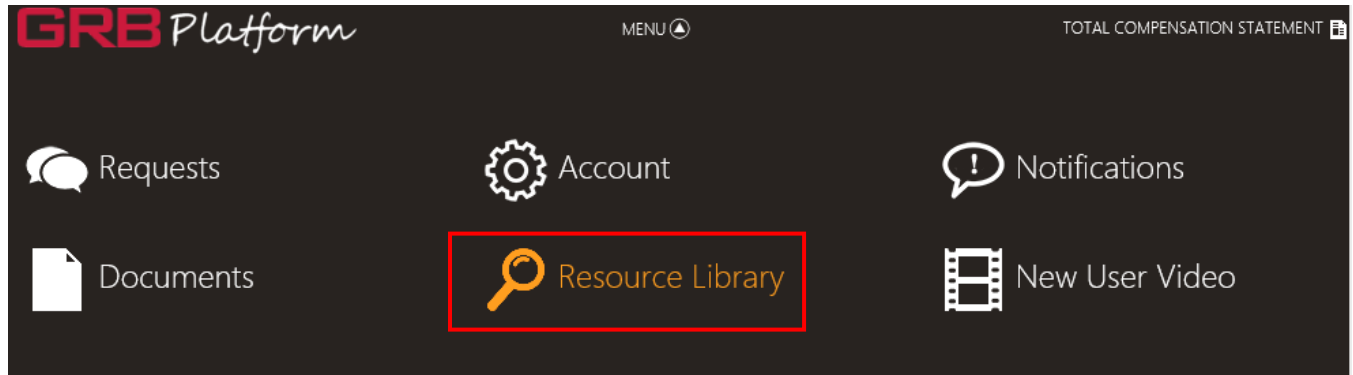 GRB Platform
MENU
TOTAL COMPENSATION STATEMENT
Requests
Account
Notifications
Documents
Resource Library
New User Video